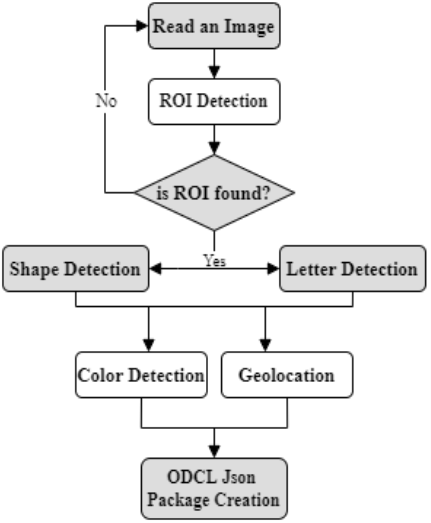 Read an Image
ROI Detection
No
is ROI found?
Yes
Shape Detection
Letter Detection
Color Detection
Geolocation
ODCL Json
Package Creation